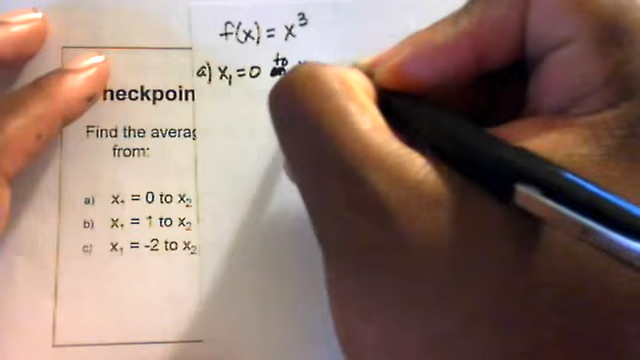 f(x) = x³
a) x₁ = 0 to
heckpoin
Find the averag
from:
a) x₁ = 0 to x₂
b) x₁ = 1 to x₂
c) x₁ = -2 to x₂